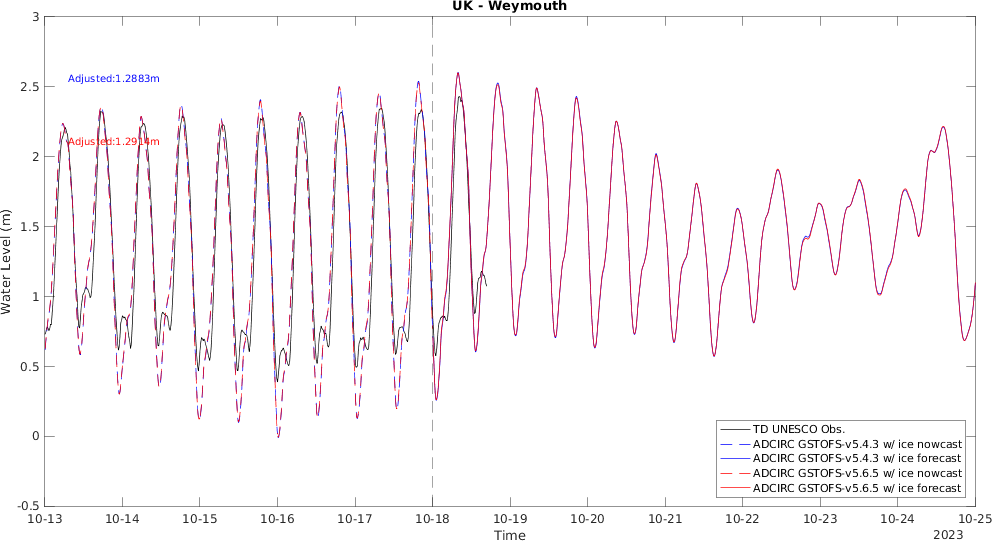 UK - Weymouth
3
2.5
2
1.5
1
0.5
0
-0.5
Water Level (m)
Adjusted:1.2883m
Adjusted:1.2914m
TD UNESCO Obs.
ADCIRC GSTOFS-v5.4.3 w/ ice nowcast
ADCIRC GSTOFS-v5.4.3 w/ ice forecast
ADCIRC GSTOFS-v5.6.5 w/ ice nowcast
ADCIRC GSTOFS-v5.6.5 w/ ice forecast
10-13 10-14 10-15 10-16 10-17 10-18 10-19 10-20 10-21 10-22 10-23 10-24 10-25
Time
2023